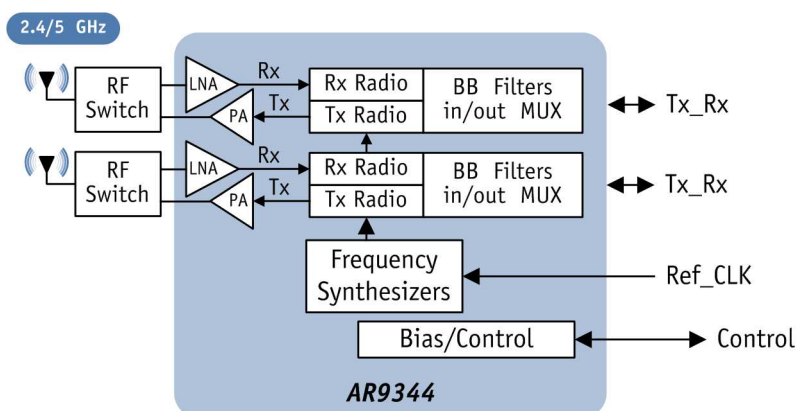 2.4/5 GHz
RF
Switch
LNA
Rx
PA
Tx
Rx Radio
Tx Radio
BB Filters
in/out MUX
Tx_Rx
RF
Switch
LNA
Rx
PA
Tx
Rx Radio
Tx Radio
BB Filters
in/out MUX
Tx_Rx
Frequency
Synthesizers
Ref_CLK
Bias/Control
Control
AR9344